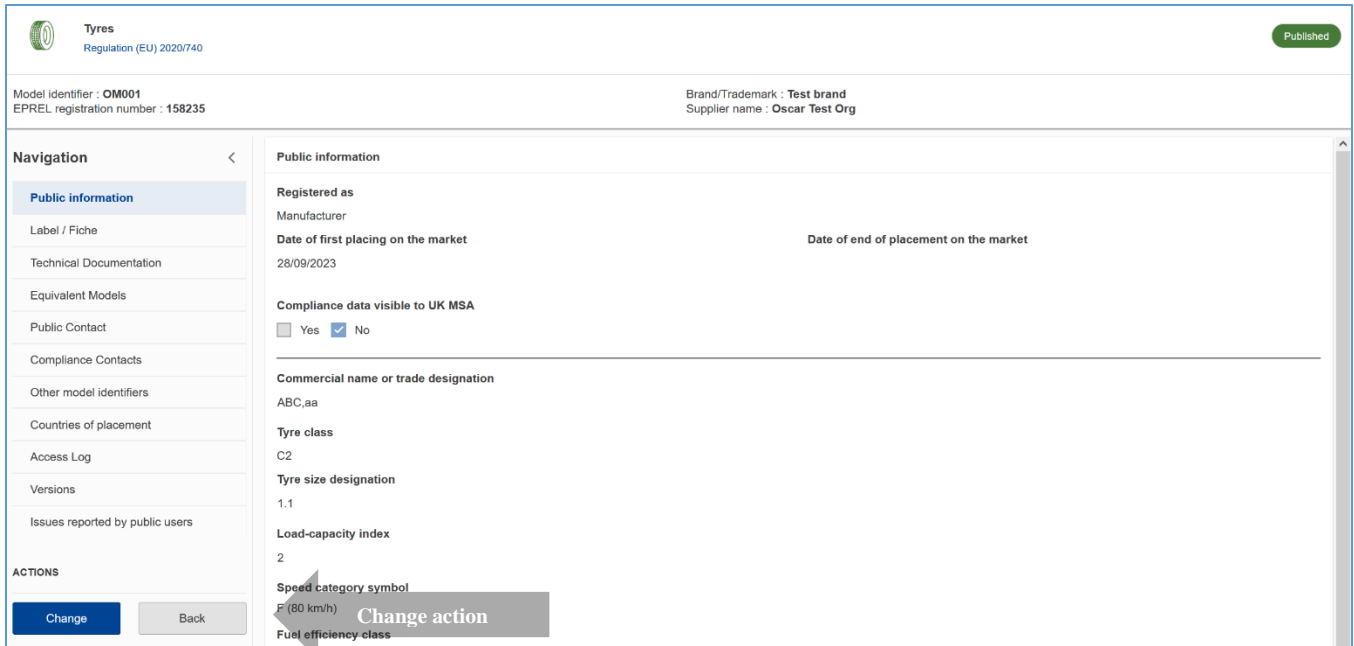 Tyres
Regulation (EU) 2020/740
Published
Model identifier : OM001
EPREL registration number : 158235
Brand/Trademark : Test brand
Supplier name : Oscar Test Org
Navigation
Public information
Label / Fiche
Technical Documentation
Equivalent Models
Public Contact
Compliance Contacts
Other model identifiers
Countries of placement
Access Log
Versions
Issues reported by public users
ACTIONS
Change
Back
Public information
Registered as
Manufacturer
Date of first placing on the market
Date of end of placement on the market
28/09/2023
Compliance data visible to UK MSA
Yes No
Commercial name or trade designation
ABC,aa
Tyre class
C2
Tyre size designation
1.1
Load-capacity index
2
Speed category symbol
F (80 km/h)
Change action
Fuel efficiency class